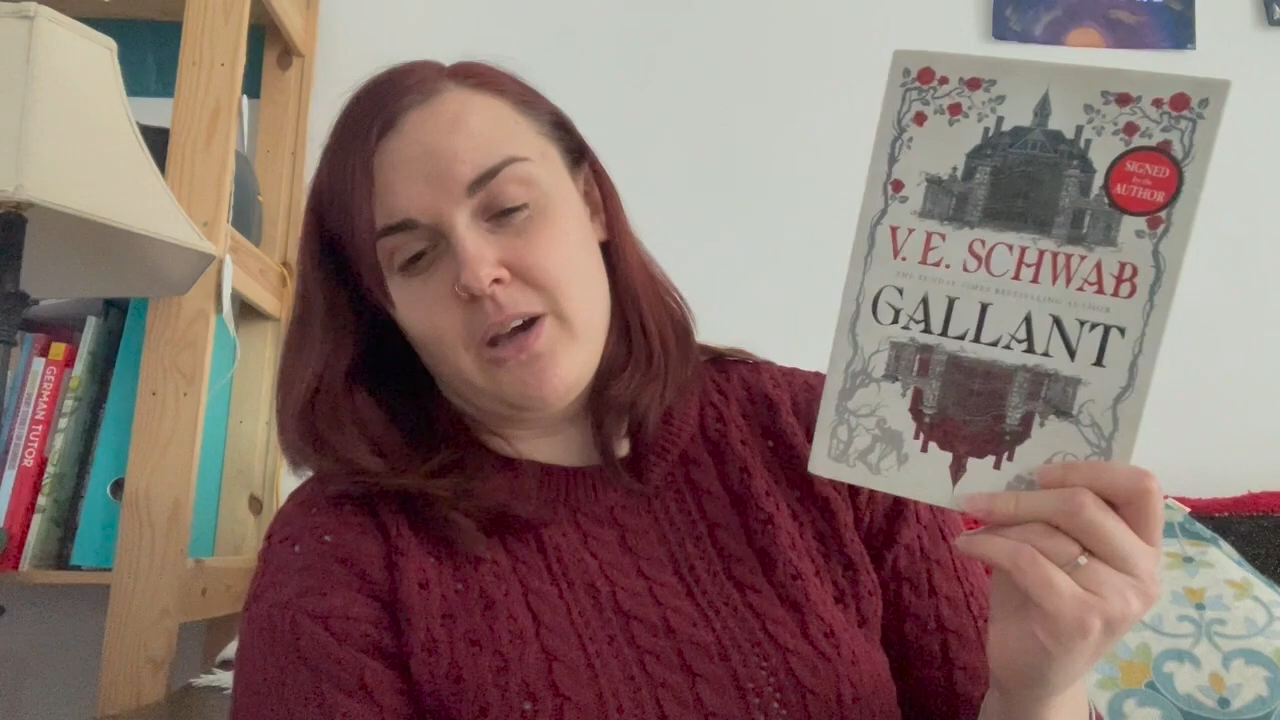 GERMAN TUTOR
SIGNED
by the
AUTHOR
V. E. SCHWAB
THE SUNDAY TIMES BESTSELLING AUTHOR
GALLANT